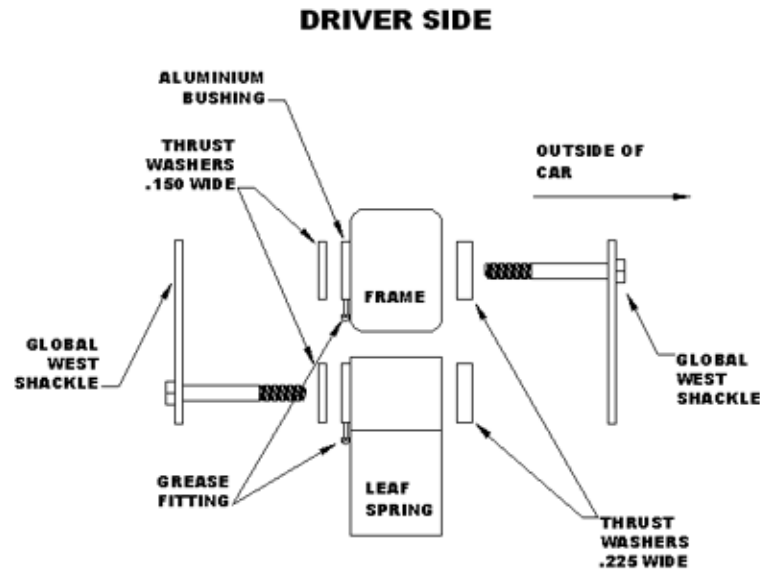 DRIVER SIDE
ALUMINIUM
BUSHING
THRUST
WASHERS
.150 WIDE
OUTSIDE OF
CAR
FRAME
GLOBAL
WEST
SHACKLE
GLOBAL
WEST
SHACKLE
GREASE
FITTING
LEAF
SPRING
THRUST
WASHERS
.225 WIDE